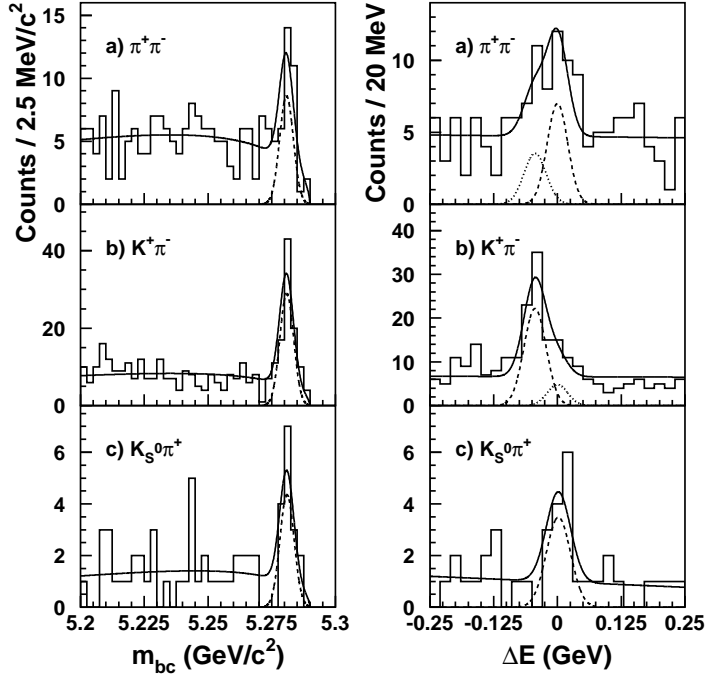 Counts / 2.5 MeV/c²
15
10
5
0
a) π⁺π⁻
40
20
0
b) K⁺π⁻
6
4
2
0
c) K_S⁰π⁺
5.2 5.225 5.25 5.275 5.3
m_bc (GeV/c²)
Counts / 20 MeV
10
5
0
a) π⁺π⁻
40
30
20
10
0
b) K⁺π⁻
6
4
2
0
c) K_S⁰π⁺
-0.25 -0.125 0 0.125 0.25
ΔE (GeV)